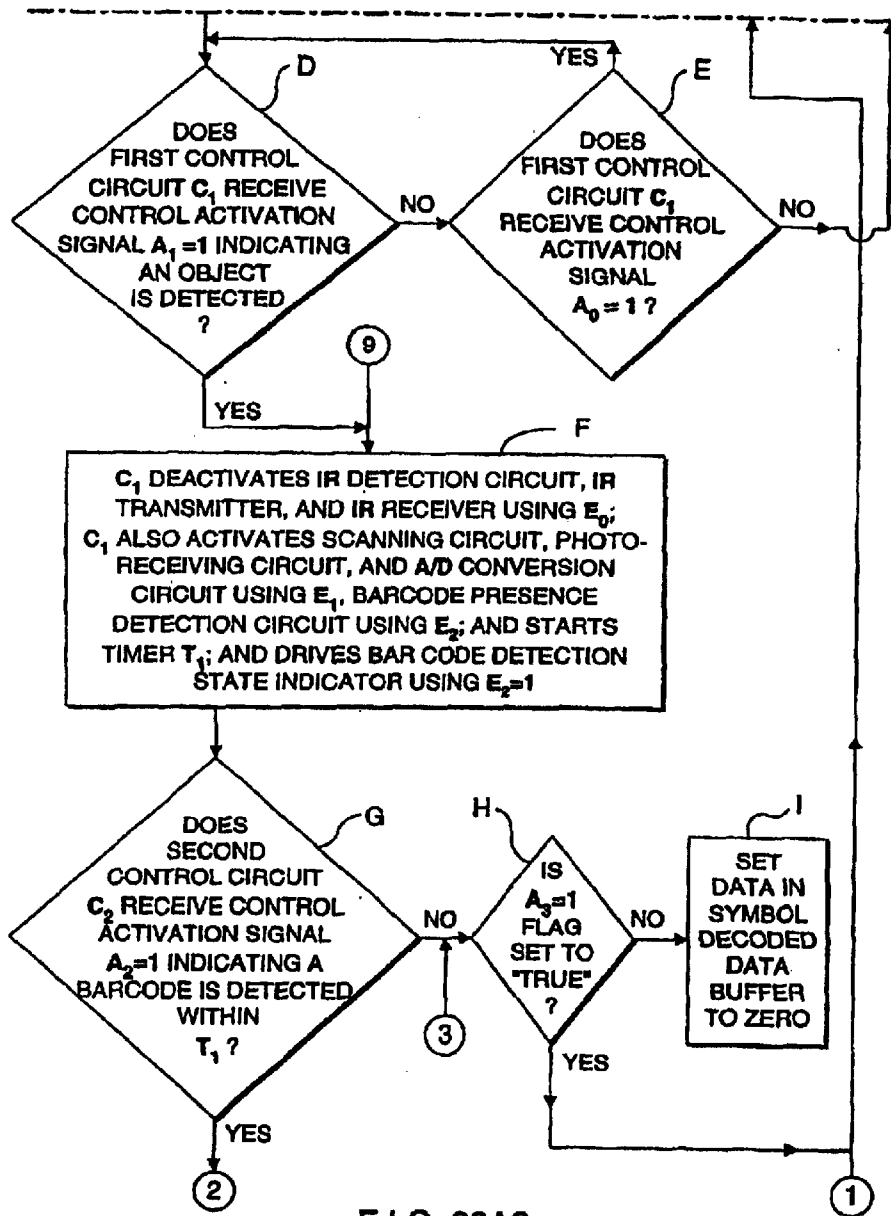 YES
D
E
DOES
FIRST CONTROL
CIRCUIT C₁ RECEIVE
CONTROL ACTIVATION
SIGNAL A₁ =1 INDICATING
AN OBJECT
IS DETECTED
?
NO
DOES
FIRST CONTROL
CIRCUIT C₁
RECEIVE CONTROL
ACTIVATION
SIGNAL
A₀ = 1 ?
NO
9
YES
F
C₁ DEACTIVATES IR DETECTION CIRCUIT, IR
TRANSMITTER, AND IR RECEIVER USING E₀;
C₁ ALSO ACTIVATES SCANNING CIRCUIT, PHOTO-
RECEIVING CIRCUIT, AND A/D CONVERSION
CIRCUIT USING E₁, BARCODE PRESENCE
DETECTION CIRCUIT USING E₂; AND STARTS
TIMER T₁; AND DRIVES BAR CODE DETECTION
STATE INDICATOR USING E₂=1
G
DOES
SECOND
CONTROL CIRCUIT
C₂ RECEIVE CONTROL
ACTIVATION SIGNAL
A₂=1 INDICATING A
BARCODE IS DETECTED
WITHIN
T₁ ?
NO
3
H
IS
A₃=1
FLAG
SET TO
"TRUE"
?
NO
I
SET
DATA IN
SYMBOL
DECODED
DATA
BUFFER
TO ZERO
YES
YES
2
1